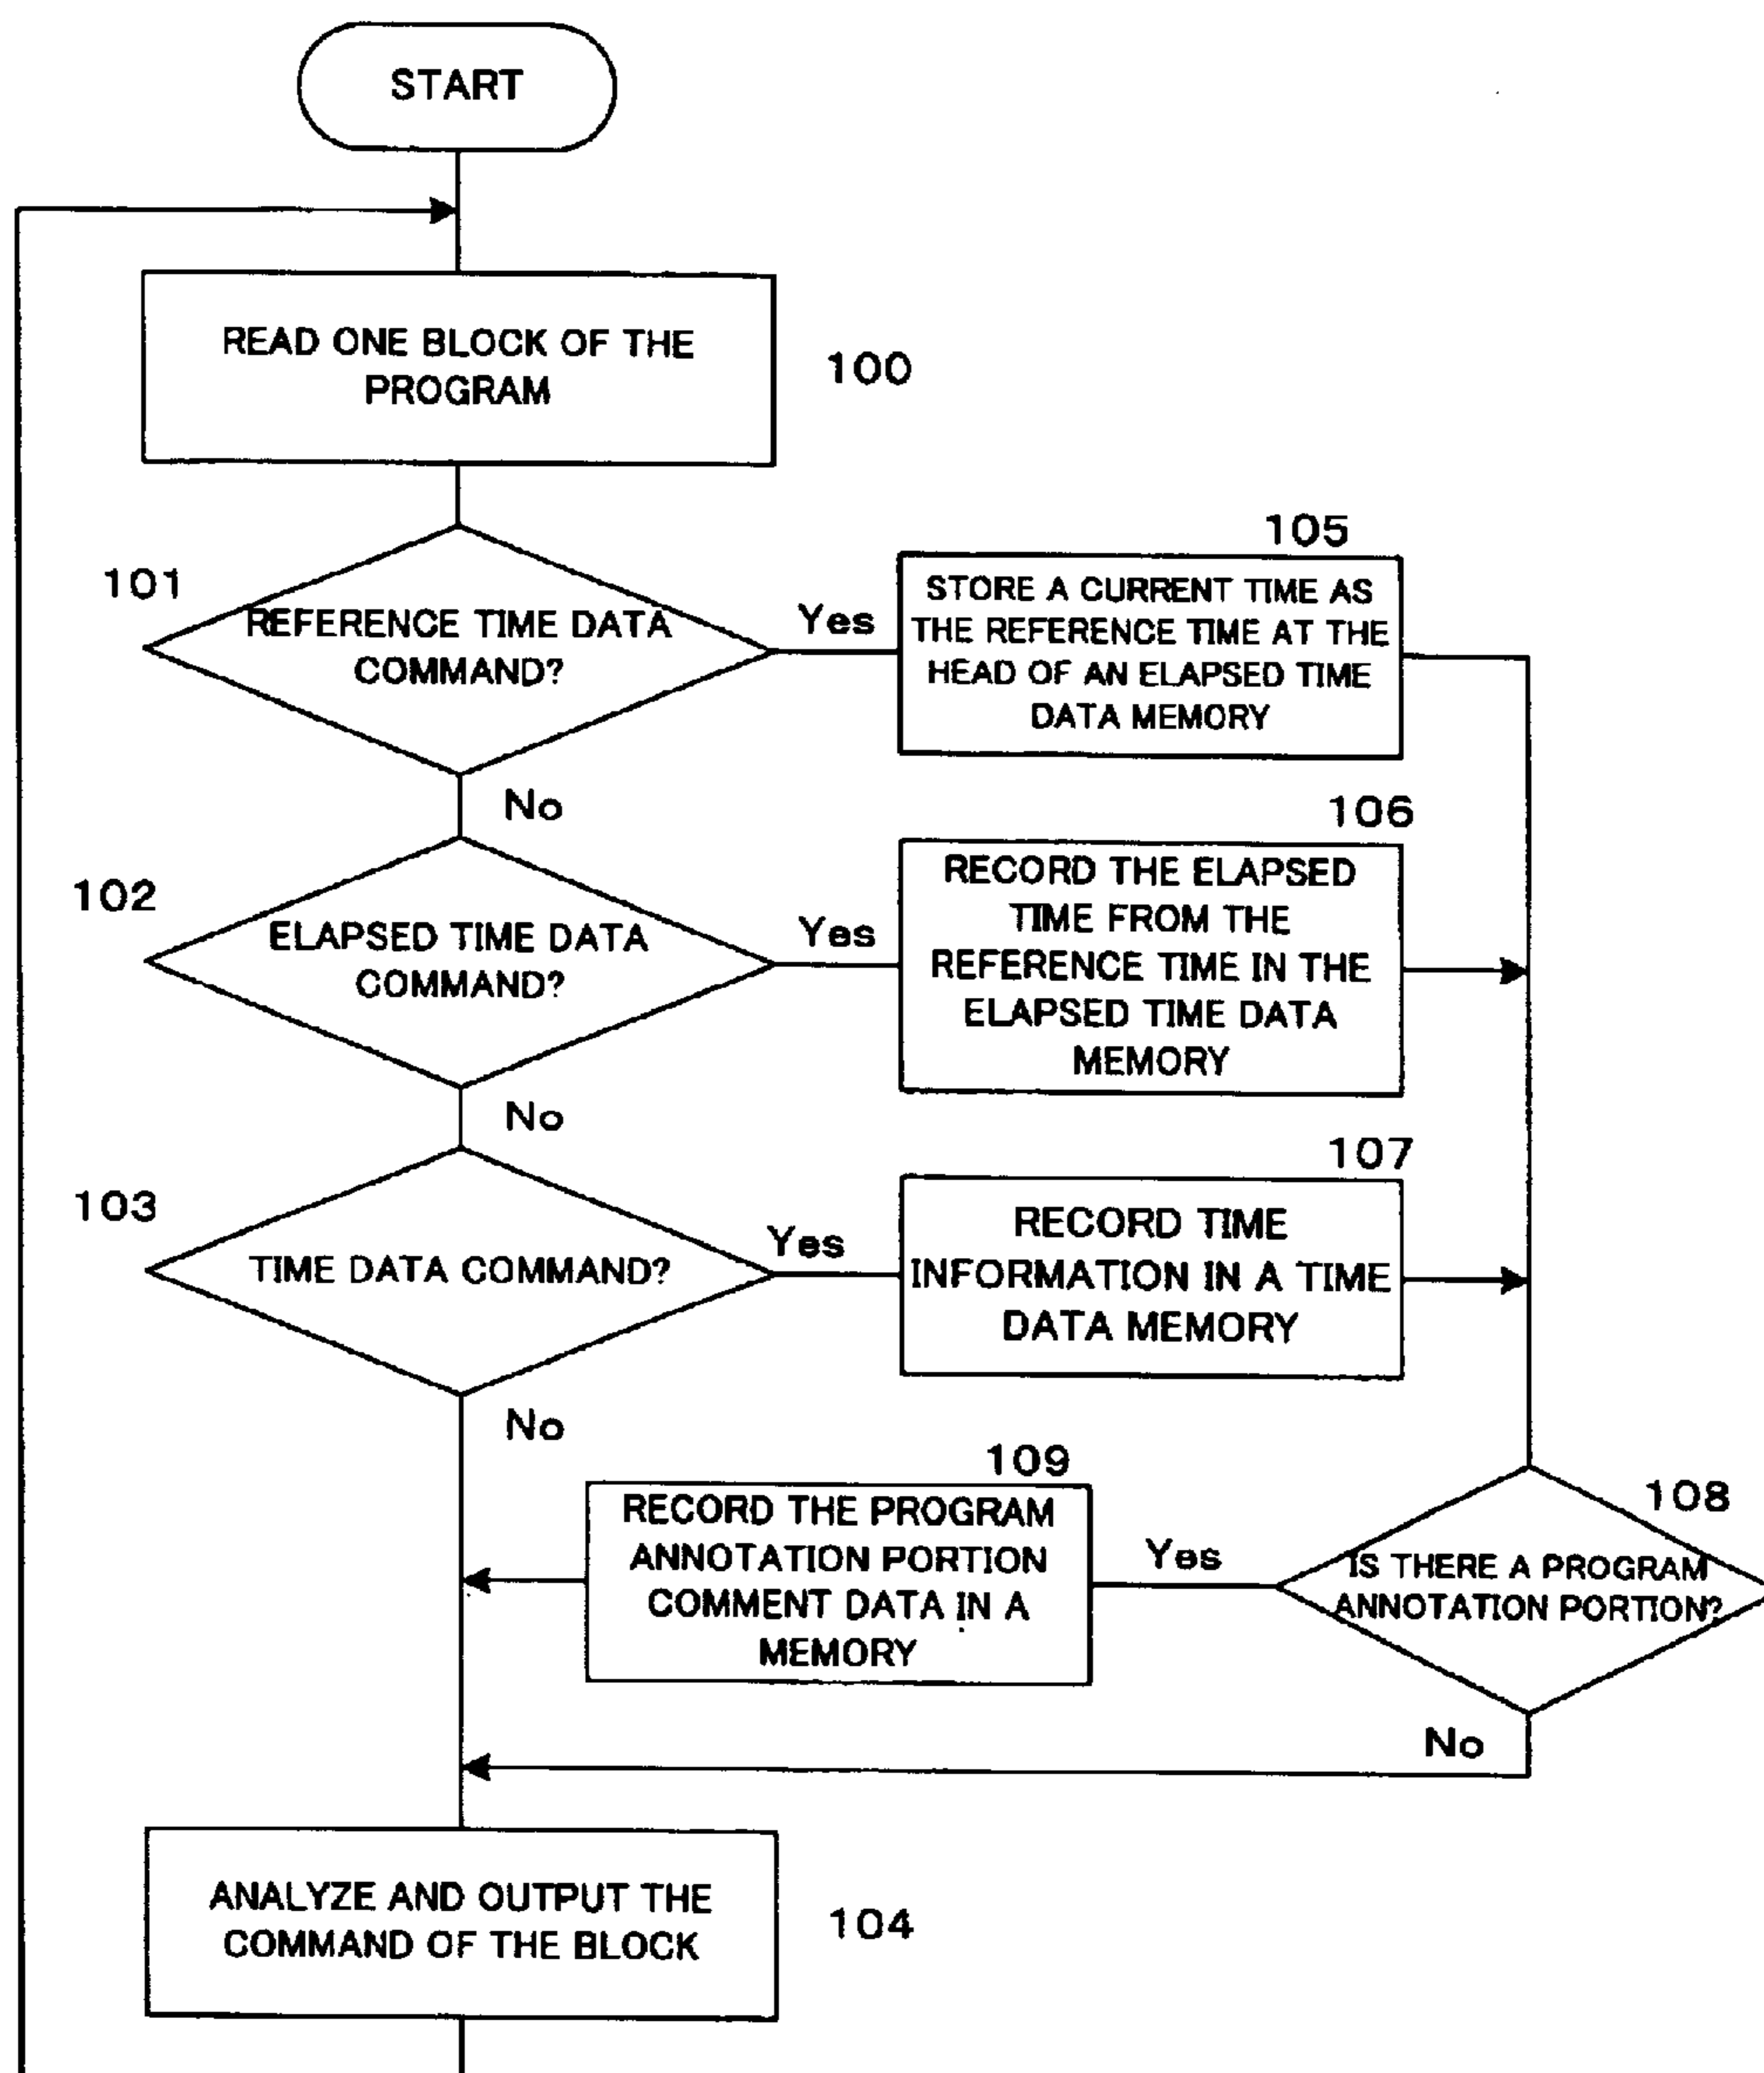 START
READ ONE BLOCK OF THE
PROGRAM
100
101
REFERENCE TIME DATA
COMMAND?
Yes
105
STORE A CURRENT TIME AS
THE REFERENCE TIME AT THE
HEAD OF AN ELAPSED TIME
DATA MEMORY
No
102
ELAPSED TIME DATA
COMMAND?
Yes
106
RECORD THE ELAPSED
TIME FROM THE
REFERENCE TIME IN THE
ELAPSED TIME DATA
MEMORY
No
103
TIME DATA COMMAND?
Yes
107
RECORD TIME
INFORMATION IN A TIME
DATA MEMORY
No
108
IS THERE A PROGRAM
ANNOTATION PORTION?
Yes
109
RECORD THE PROGRAM
ANNOTATION PORTION
COMMENT DATA IN A
MEMORY
No
ANALYZE AND OUTPUT THE
COMMAND OF THE BLOCK
104